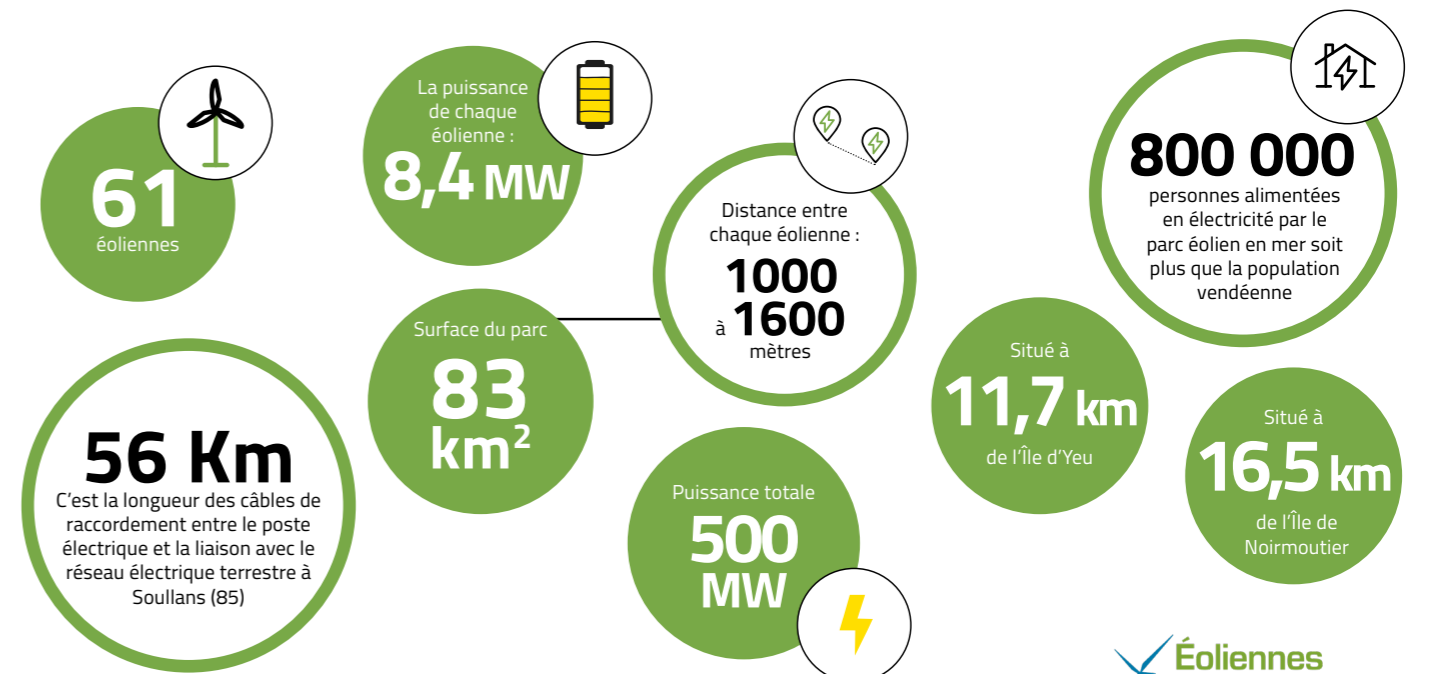 61
éoliennes
La puissance
de chaque
éolienne :
8,4 MW
Distance entre
chaque éolienne :
1000
à 1600
mètres
800 000
personnes alimentées
en électricité par le
parc éolien en mer soit
plus que la population
vendéenne
Surface du parc
83
km²
56 Km
C’est la longueur des câbles de
raccordement entre le poste
électrique et la liaison avec le
réseau électrique terrestre à
Soullans (85)
Puissance totale
500
MW
Situé à
11,7 km
de l’Île d’Yeu
Situé à
16,5 km
de l’Île de
Noirmoutier
Éoliennes